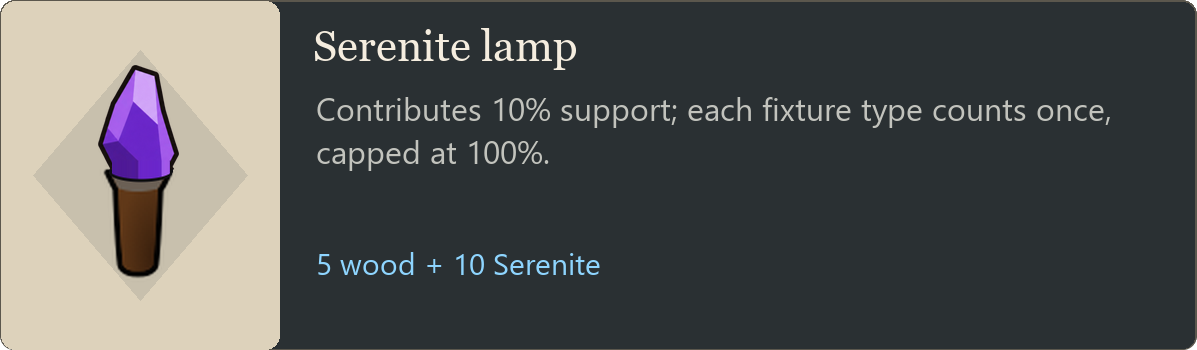 Serenite lamp
Contributes 10% support; each fixture type counts once,
capped at 100%.
5 wood + 10 Serenite